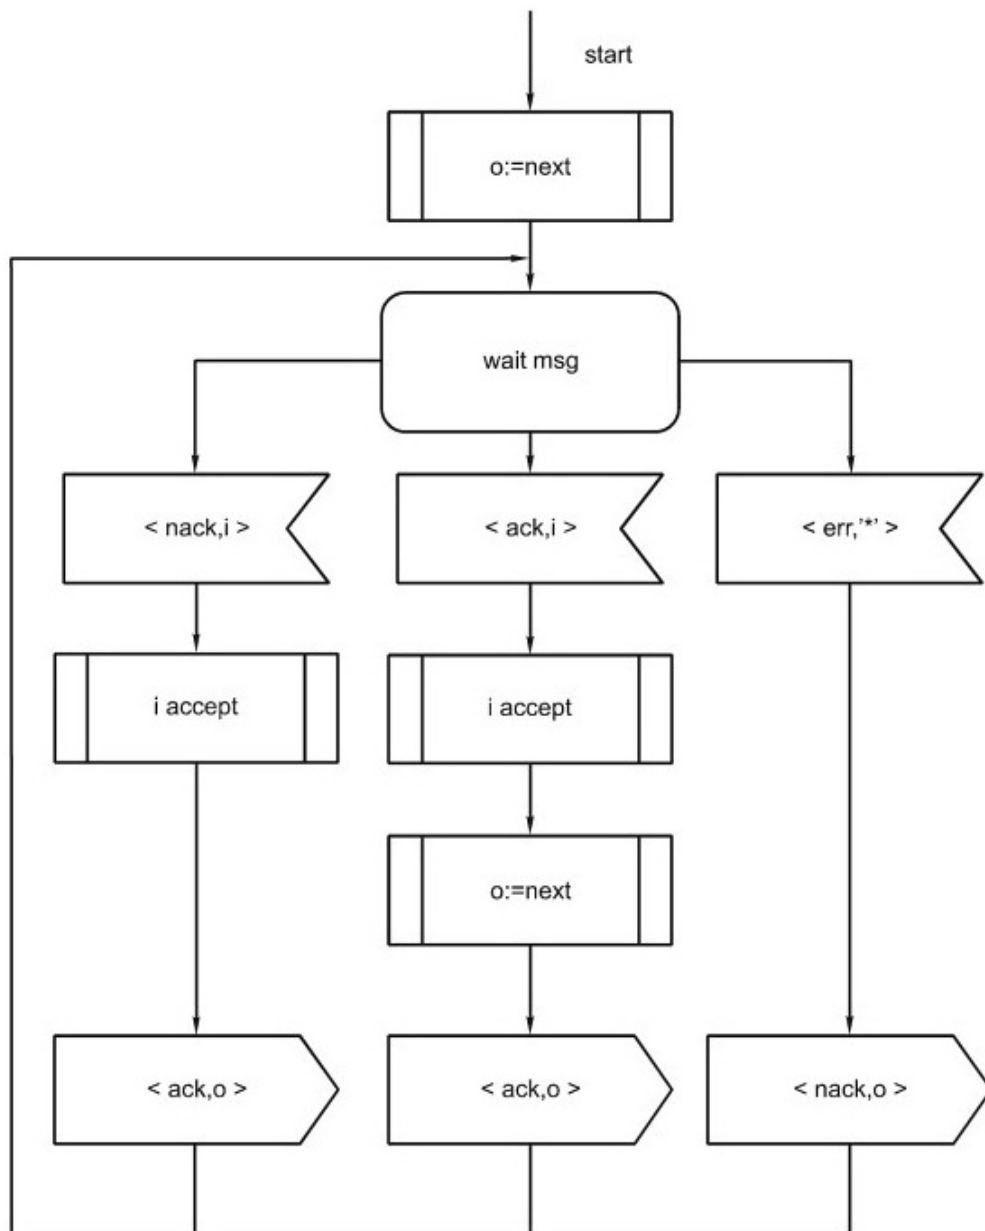 start
o:=next
wait msg
< nack,i >
< ack,i >
< err,'*' >
i accept
i accept
o:=next
< ack,o >
< ack,o >
< nack,o >